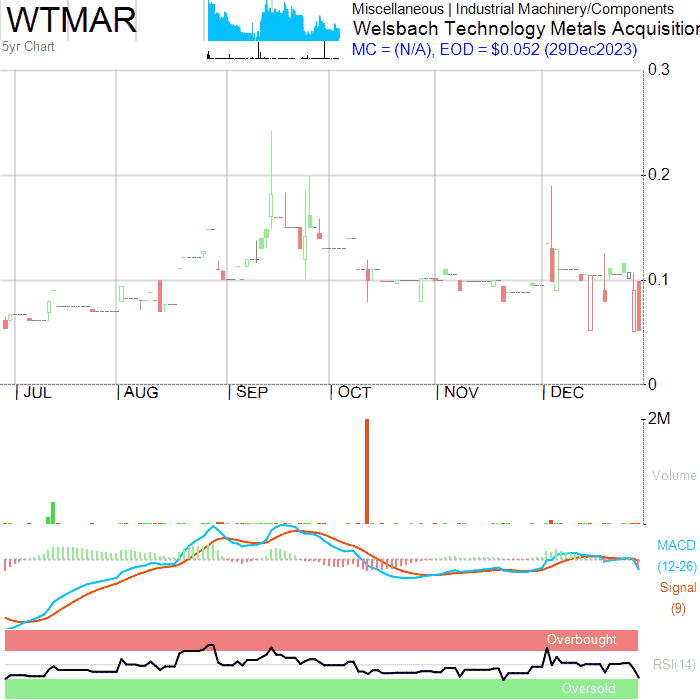 WTMAR
5yr Chart
Miscellaneous | Industrial Machinery/Components
Welsbach Technology Metals Acquisition
MC = (N/A), EOD = $0.052 (29Dec2023)
0.3
0.2
0.1
0
JUL AUG SEP OCT NOV DEC
2M
Volume
MACD
(12-26)
Signal
(9)
Overbought
RSI(14)
Oversold